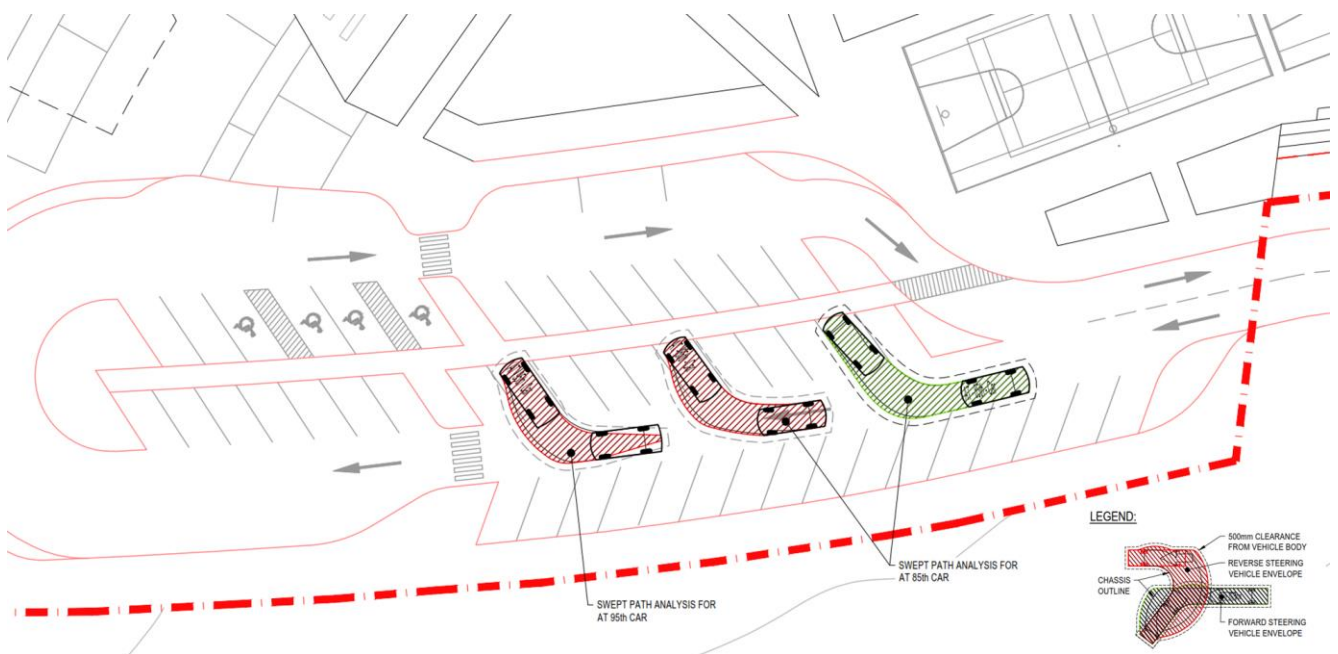 LEGEND:
500mm CLEARANCE
FROM VEHICLE BODY
REVERSE STEERING
VEHICLE ENVELOPE
CHASSIS
OUTLINE
FORWARD STEERING
VEHICLE ENVELOPE
SWEPT PATH ANALYSIS FOR
AT 85th CAR
SWEPT PATH ANALYSIS FOR
AT 95th CAR